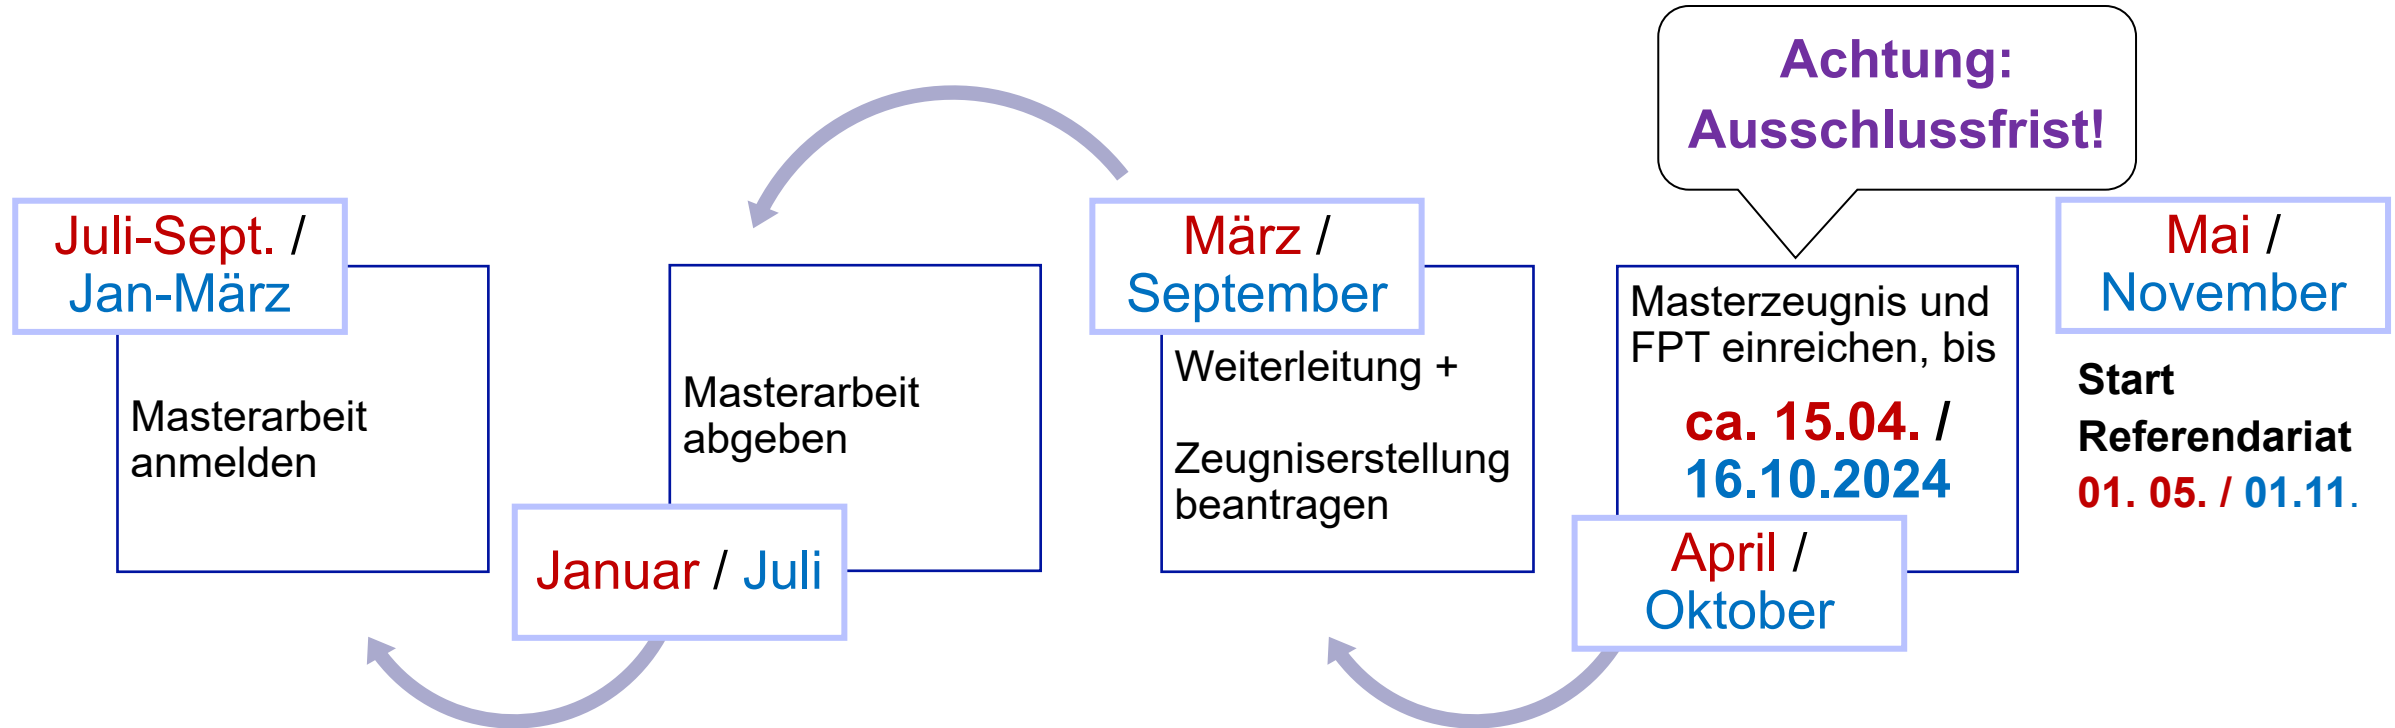 Juli-Sept. /
Jan-März
Masterarbeit
anmelden
Januar / Juli
Masterarbeit
abgeben
März /
September
Weiterleitung +
Zeugniserstellung
beantragen
Achtung:
Ausschlussfrist!
Masterzeugnis und
FPT einreichen, bis
ca. 15.04. /
16.10.2024
April /
Oktober
Mai /
November
Start
Referendariat
01. 05. / 01.11.